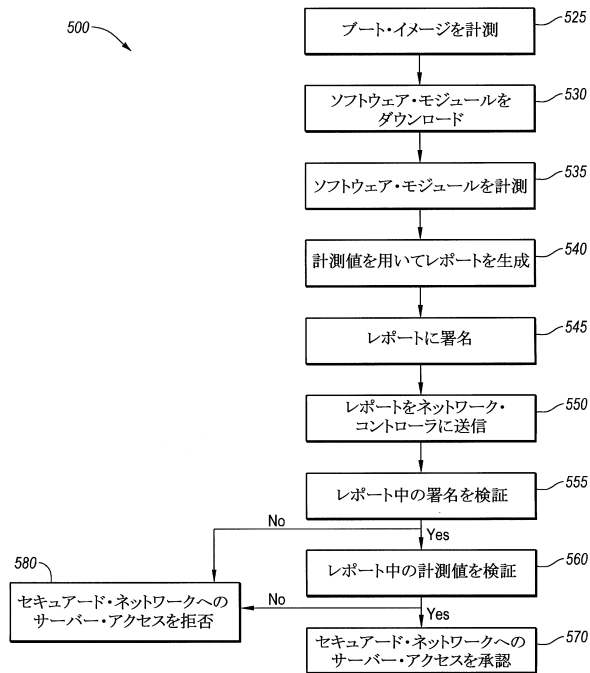 500
ブート・イメージを計測
525
ソフトウェア・モジュールを
ダウンロード
530
ソフトウェア・モジュールを計測
535
計測値を用いてレポートを生成
540
レポートに署名
545
レポートをネットワーク・
コントローラに送信
550
レポート中の署名を検証
555
No
Yes
580
レポート中の計測値を検証
560
セキュアード・ネットワークへの
サーバー・アクセスを拒否
No
Yes
セキュアード・ネットワークへの
サーバー・アクセスを承認
570